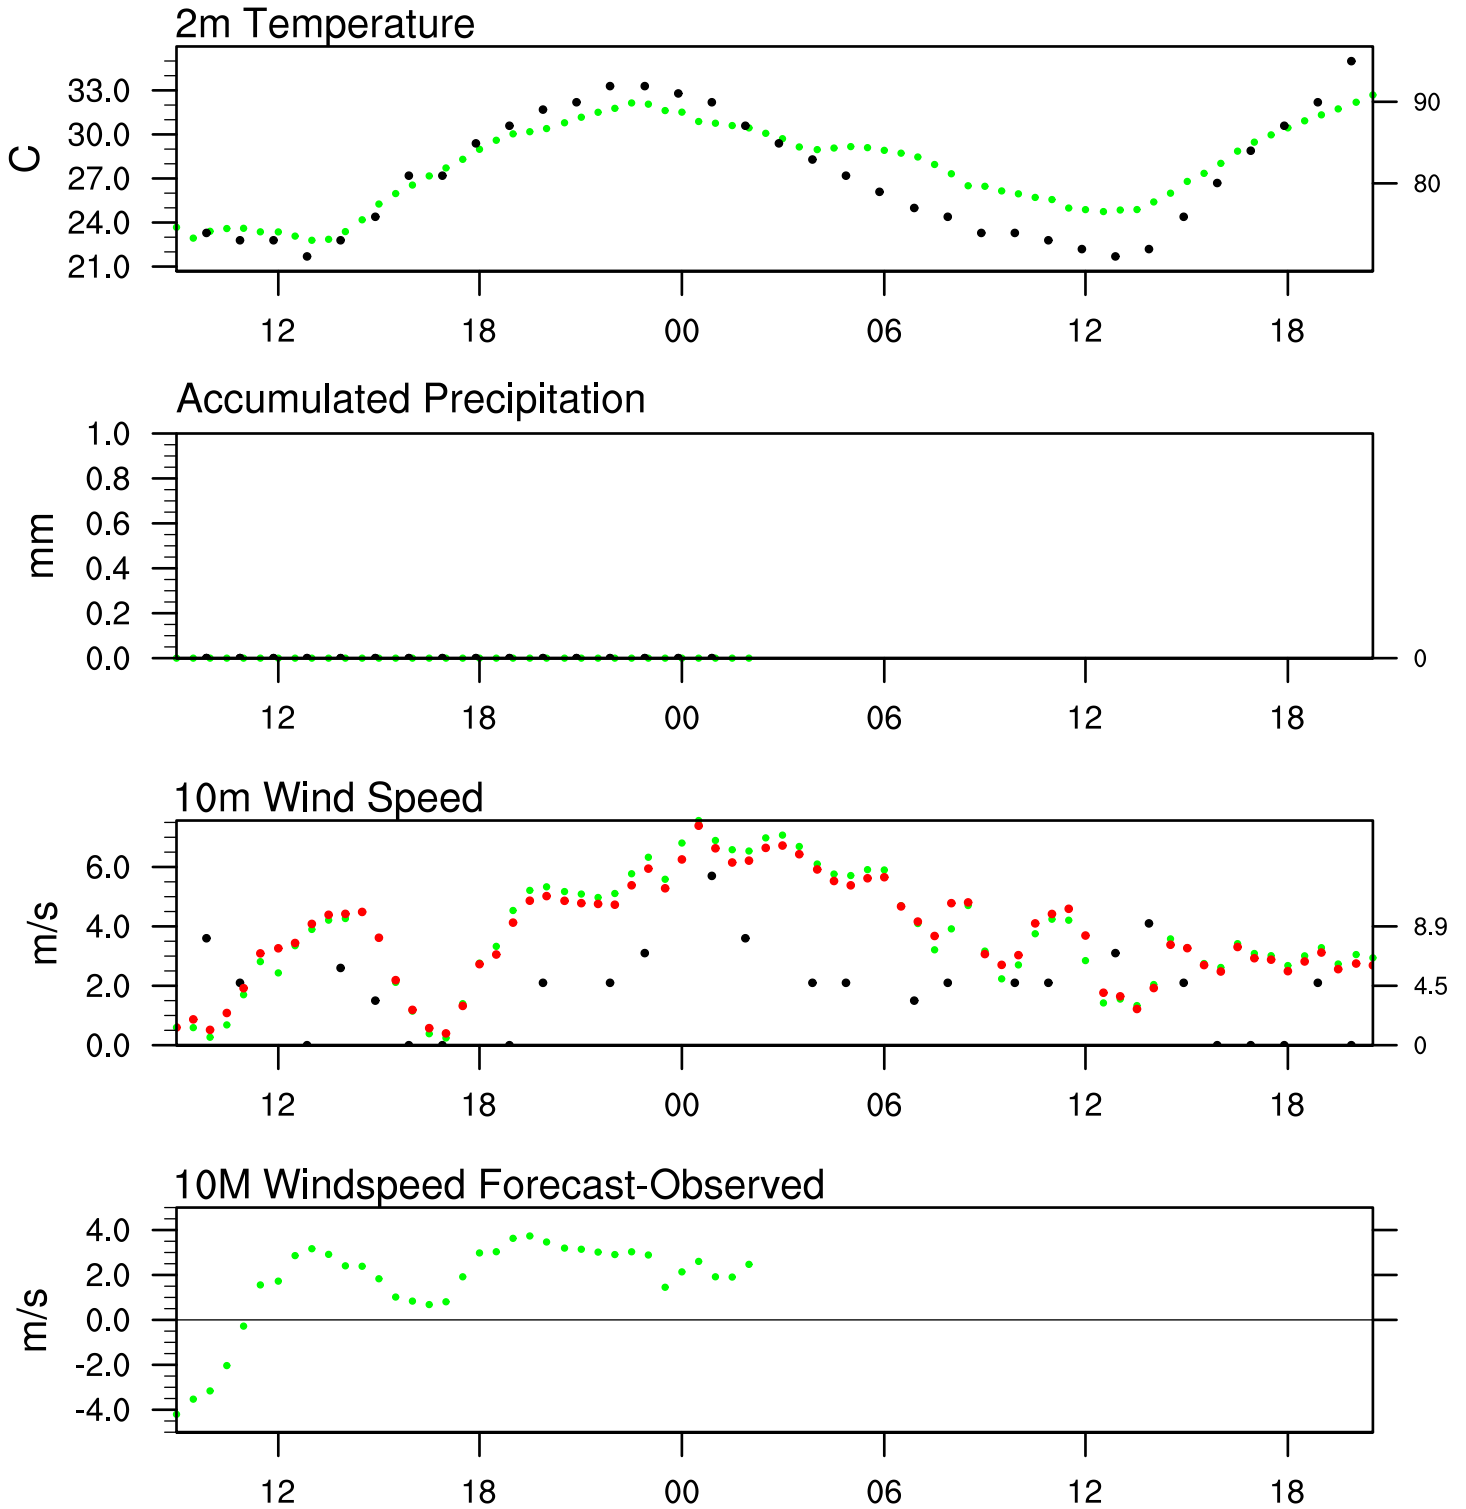 2m Temperature
33.0
30.0
27.0
24.0
21.0
C
90
80
12 18 00 06 12 18
Accumulated Precipitation
1.0
0.8
0.6
0.4
0.2
0.0
mm
0
12 18 00 06 12 18
10m Wind Speed
6.0
4.0
2.0
0.0
m/s
8.9
4.5
0
12 18 00 06 12 18
10M Windspeed Forecast-Observed
4.0
2.0
0.0
-2.0
-4.0
m/s
12 18 00 06 12 18